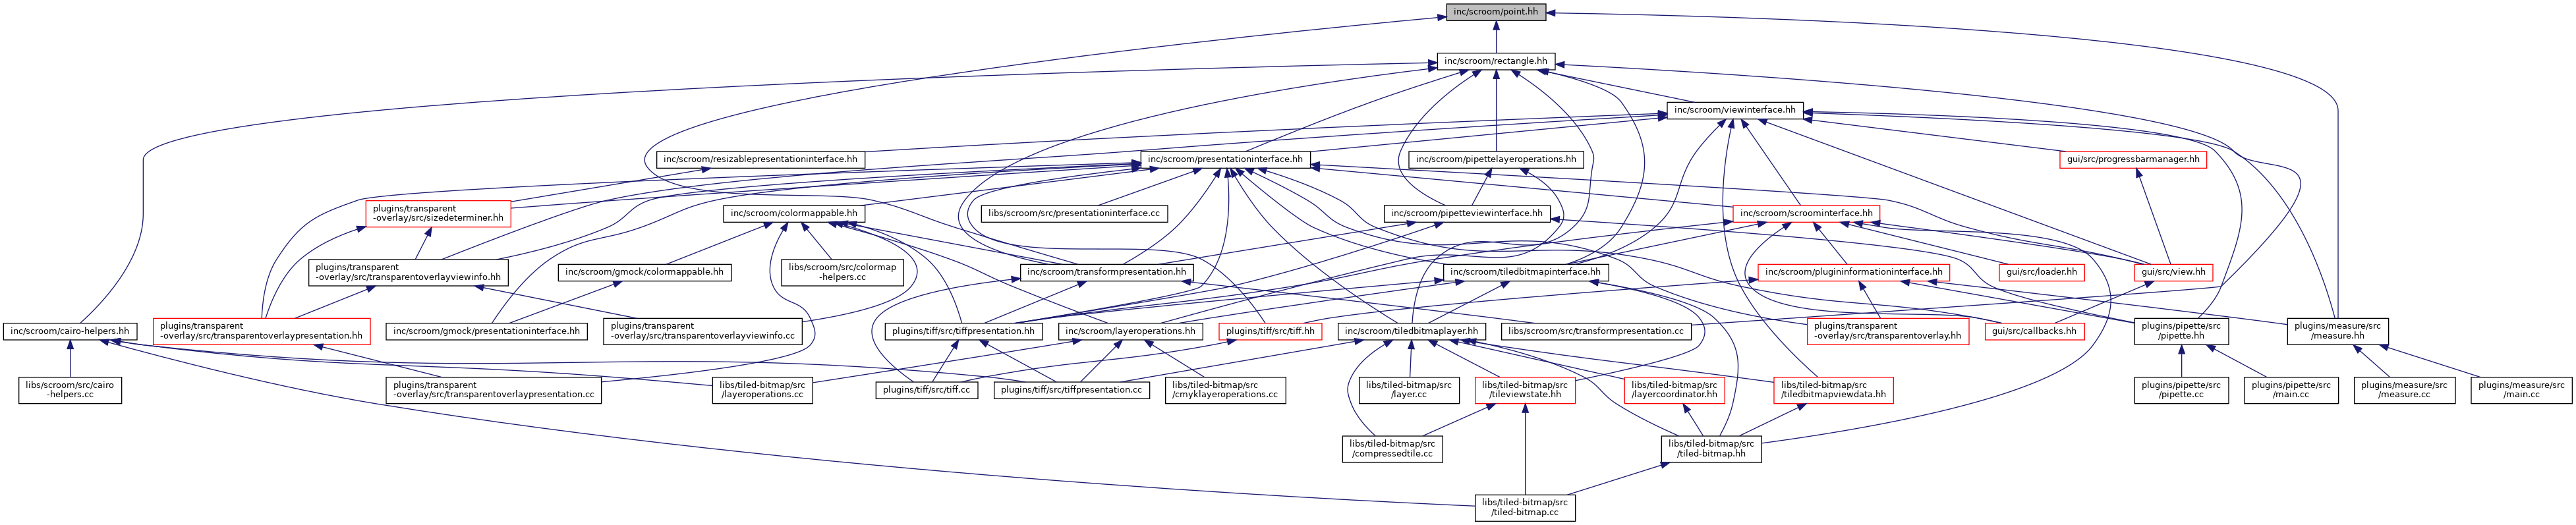 inc/scroom/point.hh
inc/scroom/rectangle.hh
inc/scroom/viewinterface.hh
inc/scroom/resizablepresentationinterface.hh
inc/scroom/presentationinterface.hh
inc/scroom/pipettelayeroperations.hh
gui/src/progressbarmanager.hh
plugins/transparent
-overlay/src/sizedeterminer.hh
inc/scroom/colormappable.hh
libs/scroom/src/presentationinterface.cc
inc/scroom/pipetteviewinterface.hh
inc/scroom/scroominterface.hh
plugins/transparent
-overlay/src/transparentoverlayviewinfo.hh
inc/scroom/gmock/colormappable.hh
libs/scroom/src/colormap
-helpers.cc
inc/scroom/transformpresentation.hh
inc/scroom/tiledbitmapinterface.hh
inc/scroom/plugininformationinterface.hh
gui/src/loader.hh
gui/src/view.hh
inc/scroom/cairo-helpers.hh
plugins/transparent
-overlay/src/transparentoverlaypresentation.hh
inc/scroom/gmock/presentationinterface.hh
plugins/transparent
-overlay/src/transparentoverlayviewinfo.cc
plugins/tiff/src/tiffpresentation.hh
inc/scroom/layeroperations.hh
plugins/tiff/src/tiff.hh
inc/scroom/tiledbitmaplayer.hh
libs/scroom/src/transformpresentation.cc
plugins/transparent
-overlay/src/transparentoverlay.hh
gui/src/callbacks.hh
plugins/pipette/src
/pipette.hh
plugins/measure/src
/measure.hh
libs/scroom/src/cairo
-helpers.cc
plugins/transparent
-overlay/src/transparentoverlaypresentation.cc
libs/tiled-bitmap/src
/layeroperations.cc
plugins/tiff/src/tiff.cc
plugins/tiff/src/tiffpresentation.cc
libs/tiled-bitmap/src
/cmyklayeroperations.cc
libs/tiled-bitmap/src
/layer.cc
libs/tiled-bitmap/src
/tileviewstate.hh
libs/tiled-bitmap/src
/layercoordinator.hh
libs/tiled-bitmap/src
/tiledbitmapviewdata.hh
plugins/pipette/src
/pipette.cc
plugins/pipette/src
/main.cc
plugins/measure/src
/measure.cc
plugins/measure/src
/main.cc
libs/tiled-bitmap/src
/compressedtile.cc
libs/tiled-bitmap/src
/tiled-bitmap.hh
libs/tiled-bitmap/src
/tiled-bitmap.cc